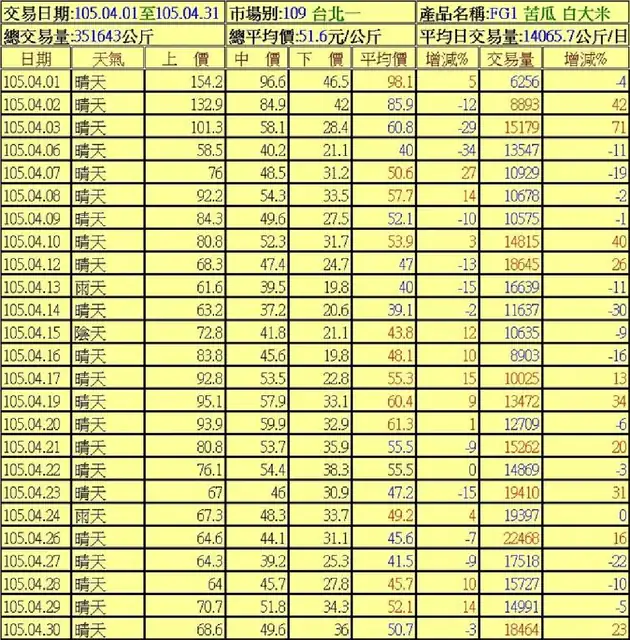 交易日期:105.04.01至105.04.31 市場別:109 台北一 產品名稱:FG1 苦瓜 白大米
總交易量:351643公斤 總平均價:51.6元/公斤 平均日交易量:14065.7公斤/日
日期 天氣 上 價 中 價 下 價 平均價 增減% 交易量 增減%
105.04.01 晴天 154.2 96.6 46.5 98.1 5 6256 -4
105.04.02 晴天 132.9 84.9 42 85.9 -12 8893 42
105.04.03 晴天 101.3 58.1 28.4 60.8 -29 15179 71
105.04.06 晴天 58.5 40.2 21.1 40 -34 13547 -11
105.04.07 晴天 76 48.5 31.2 50.6 27 10929 -19
105.04.08 晴天 92.2 54.3 33.5 57.7 14 10678 -2
105.04.09 晴天 84.3 49.6 27.5 52.1 -10 10575 -1
105.04.10 晴天 80.8 52.3 31.7 53.9 3 14815 40
105.04.12 晴天 68.3 47.4 24.7 47 -13 18645 26
105.04.13 雨天 61.6 39.5 19.8 40 -15 16639 -11
105.04.14 晴天 63.2 37.2 20.6 39.1 -2 11637 -30
105.04.15 陰天 72.8 41.8 21.1 43.8 12 10635 -9
105.04.16 晴天 83.8 45.6 19.8 48.1 10 8903 -16
105.04.17 晴天 92.8 53.5 22.8 55.3 15 10025 13
105.04.19 晴天 95.1 57.9 33.1 60.4 9 13472 34
105.04.20 晴天 93.9 59.9 32.9 61.3 1 12709 -6
105.04.21 晴天 80.8 53.7 35.9 55.5 -9 15262 20
105.04.22 晴天 76.1 54.4 38.3 55.5 0 14869 -3
105.04.23 晴天 67 46 30.9 47.2 -15 19410 31
105.04.24 雨天 67.3 48.3 33.7 49.2 4 19397 0
105.04.26 晴天 64.6 44.1 31.1 45.6 -7 22468 16
105.04.27 晴天 64.3 39.2 25.3 41.5 -9 17518 -22
105.04.28 晴天 64 45.7 27.8 45.7 10 15727 -10
105.04.29 晴天 70.7 51.8 34.3 52.1 14 14991 -5
105.04.30 晴天 68.6 49.6 36 50.7 -3 18464 23